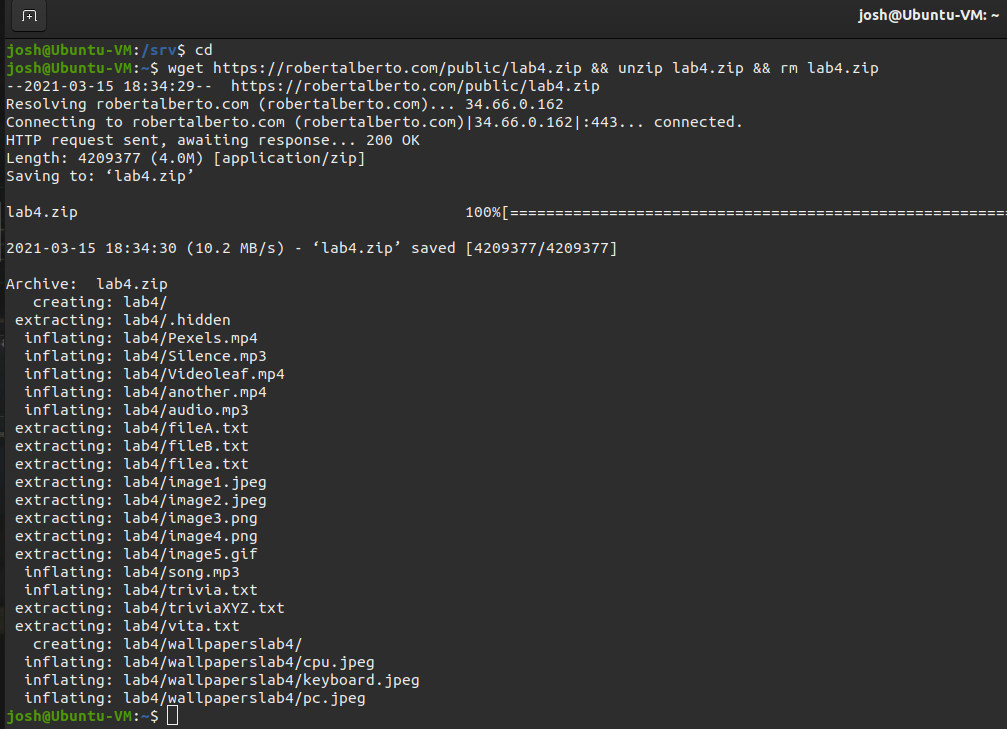 josh@Ubuntu-VM: ~
josh@Ubuntu-VM:/srv$ cd
josh@Ubuntu-VM:~$ wget https://robertalberto.com/public/lab4.zip && unzip lab4.zip && rm lab4.zip
--2021-03-15 18:34:29--  https://robertalberto.com/public/lab4.zip
Resolving robertalberto.com (robertalberto.com)... 34.66.0.162
Connecting to robertalberto.com (robertalberto.com)|34.66.0.162|:443... connected.
HTTP request sent, awaiting response... 200 OK
Length: 4209377 (4.0M) [application/zip]
Saving to: ‘lab4.zip’
lab4.zip 100%[=======================================================
2021-03-15 18:34:30 (10.2 MB/s) - ‘lab4.zip’ saved [4209377/4209377]
Archive:  lab4.zip
   creating: lab4/
 extracting: lab4/.hidden
  inflating: lab4/Pexels.mp4
  inflating: lab4/Silence.mp3
  inflating: lab4/Videoleaf.mp4
  inflating: lab4/another.mp4
  inflating: lab4/audio.mp3
 extracting: lab4/fileA.txt
 extracting: lab4/fileB.txt
 extracting: lab4/filea.txt
 extracting: lab4/image1.jpeg
 extracting: lab4/image2.jpeg
 extracting: lab4/image3.png
 extracting: lab4/image4.png
 extracting: lab4/image5.gif
  inflating: lab4/song.mp3
  inflating: lab4/trivia.txt
 extracting: lab4/triviaXYZ.txt
 extracting: lab4/vita.txt
   creating: lab4/wallpaperslab4/
  inflating: lab4/wallpaperslab4/cpu.jpeg
  inflating: lab4/wallpaperslab4/keyboard.jpeg
  inflating: lab4/wallpaperslab4/pc.jpeg
josh@Ubuntu-VM:~$